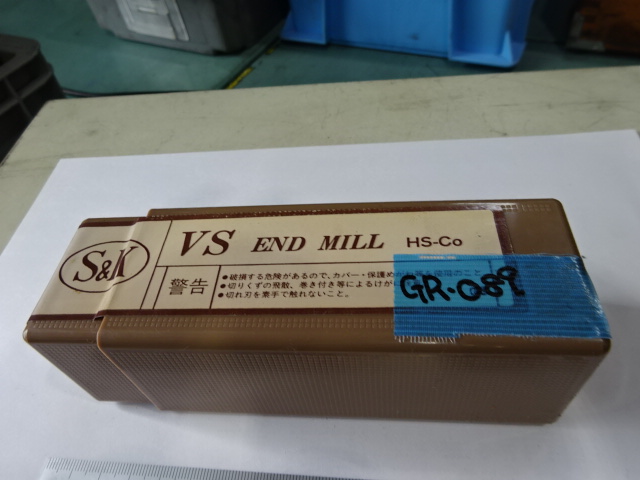 S&K
VS END MILL HS-Co
警告
●破損する危険があるので、カバー・保護め
●切りくずの飛散、巻き付き等によるけが
●切れ刃を素手で触れないこと。
GR-089